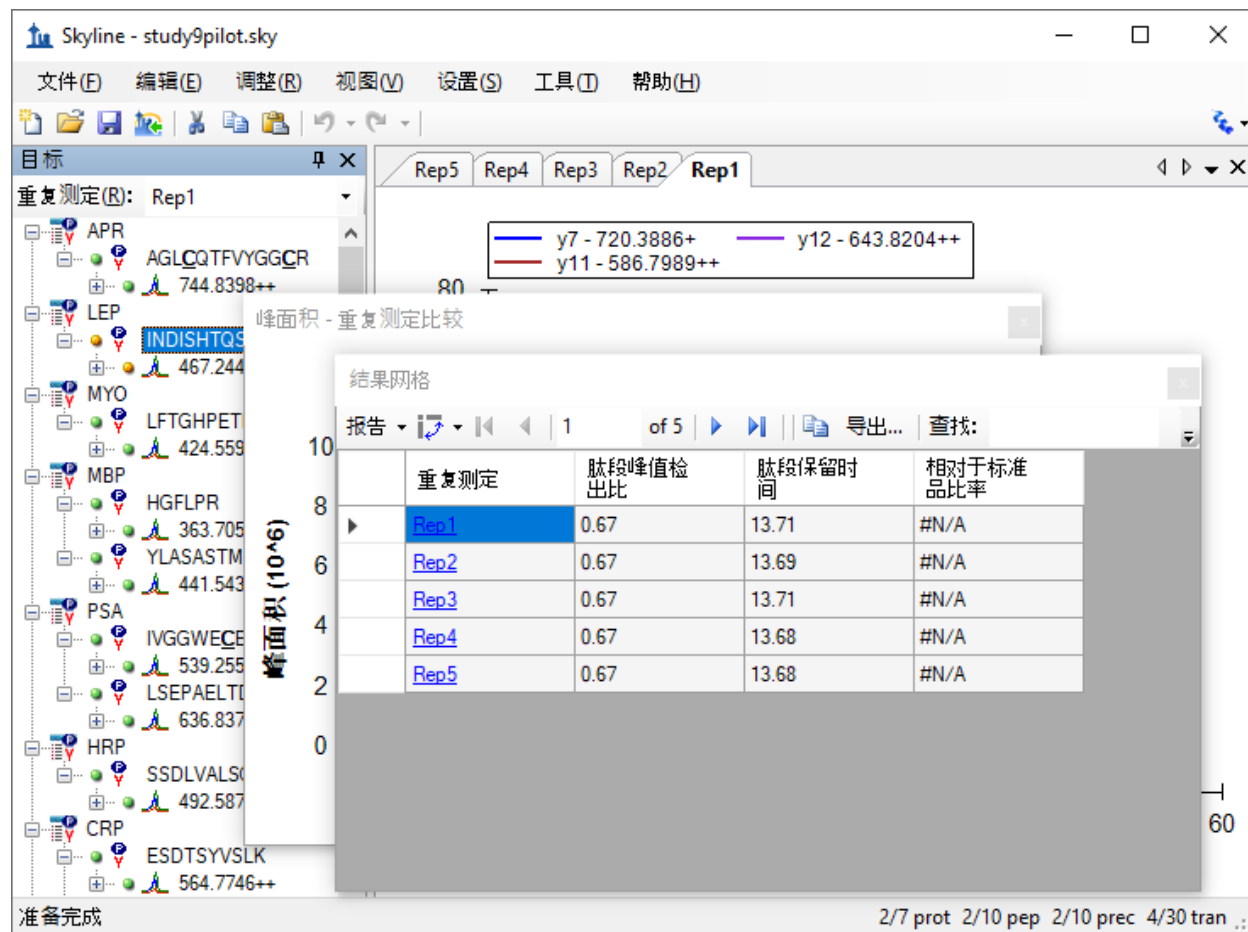 Skyline - study9pilot.sky
文件(F) 编辑(E) 调整(R) 视图(V) 设置(S) 工具(T) 帮助(H)
目标
重复测定(R): Rep1
APR
AGLCQTFVYGGCR
744.8398++
LEP
INDISHTQS
467.244
MYO
LFTGHPETI
424.559
MBP
HGFLPR
363.705
YLASASTM
441.543
PSA
IVGGWECE
539.255
LSEPAELTD
636.837
HRP
SSDLVALSG
492.587
CRP
ESDTSYVSLK
564.7746++
Rep5 Rep4 Rep3 Rep2 Rep1
y7 - 720.3886+ y12 - 643.8204++
y11 - 586.7989++
80
60
峰面积 - 重复测定比较
峰面积 (10^6)
10
8
6
4
2
0
结果网格
报告 1 of 5 导出... 查找:
重复测定 肽段峰值检出比 肽段保留时间 相对于标准品比率
Rep1 0.67 13.71 #N/A
Rep2 0.67 13.69 #N/A
Rep3 0.67 13.71 #N/A
Rep4 0.67 13.68 #N/A
Rep5 0.67 13.68 #N/A
准备完成
2/7 prot 2/10 pep 2/10 prec 4/30 tran